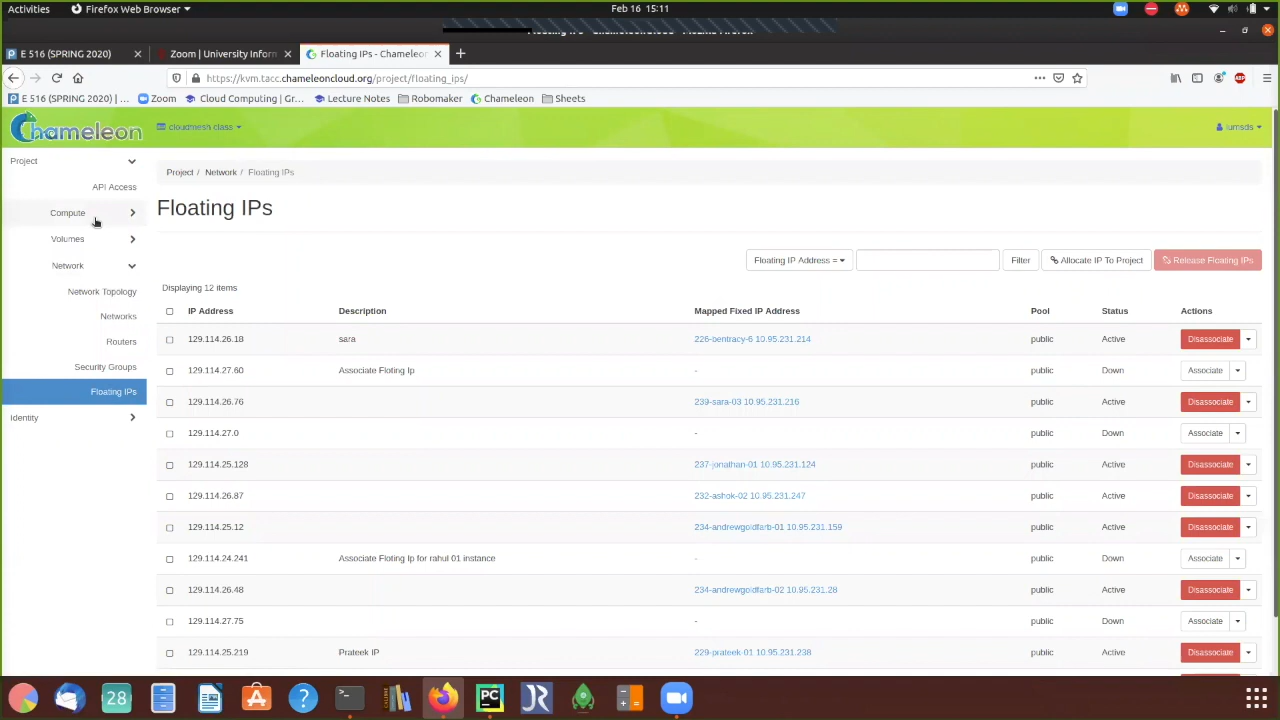 Activities
Firefox Web Browser
Feb 16 15:11
E 516 (SPRING 2020)
Zoom | University Inform
Floating IPs - Chameleon
https://kvm.tacc.chameleoncloud.org/project/floating_ips/
E 516 (SPRING 2020) | ...
Zoom
Cloud Computing | Gr...
Lecture Notes
Robomaker
Chameleon
Sheets
Chameleon
cloudmesh class
iumsds
Project
API Access
Compute
Volumes
Network
Network Topology
Networks
Routers
Security Groups
Floating IPs
Identity
Project / Network / Floating IPs
Floating IPs
Floating IP Address =
Filter
Allocate IP To Project
Release Floating IPs
Displaying 12 items
IP Address Description Mapped Fixed IP Address Pool Status Actions
129.114.26.18 sara 226-bentracy-6 10.95.231.214 public Active Disassociate
129.114.27.60 Associate Floting Ip - public Down Associate
129.114.26.76 239-sara-03 10.95.231.216 public Active Disassociate
129.114.27.0 - public Down Associate
129.114.25.128 237-jonathan-01 10.95.231.124 public Active Disassociate
129.114.26.87 232-ashok-02 10.95.231.247 public Active Disassociate
129.114.25.12 234-andrewgoldfarb-01 10.95.231.159 public Active Disassociate
129.114.24.241 Associate Floting Ip for rahul 01 instance - public Down Associate
129.114.26.48 234-andrewgoldfarb-02 10.95.231.28 public Active Disassociate
129.114.27.75 - public Down Associate
129.114.25.219 Prateek IP 229-prateek-01 10.95.231.238 public Active Disassociate
28
PC
JR